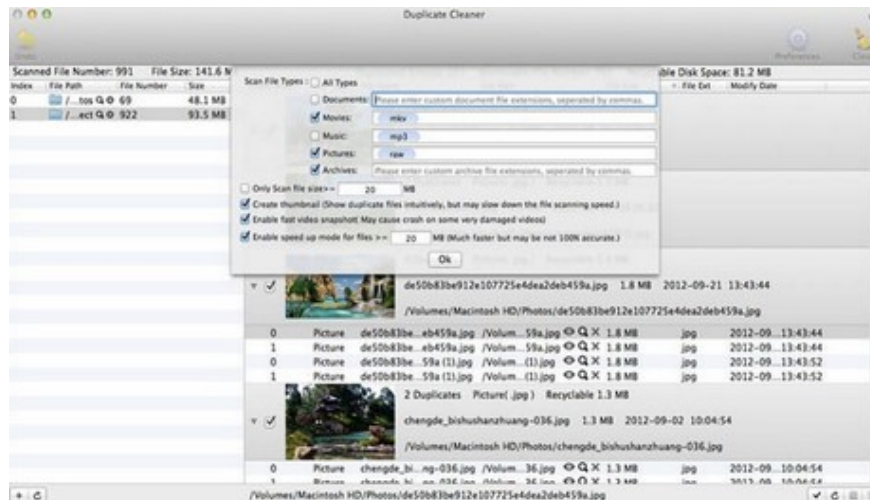 Duplicate Cleaner
Undo
Preferences
Scanned File Number: 991 File Size: 141.6 M
Disk Space: 81.2 MB
Index File Path File Number Size
File Ext Modify Date
0 /...tos 69 48.1 MB
1 /...ect 922 93.5 MB
Scan File Types: All Types
Documents: Please enter custom document file extensions, seperated by commas.
Movies: mkv
Music: mp3
Pictures: raw
Archives: Please enter custom archive file extensions, seperated by commas.
Only Scan file size>= 20 MB
Create thumbnail (Show duplicate files intuitively, but may slow down the file scanning speed.)
Enable fast video snapshot( May cause crash on some very damaged videos)
Enable speed up mode for files >= 20 MB (Much faster but may be not 100% accurate.)
Ok
de50b83be912e107725e4dea2deb459a.jpg 1.8 MB 2012-09-21 13:43:44
/Volumes/Macintosh HD/Photos/de50b83be912e107725e4dea2deb459a.jpg
0 Picture de50b83be...eb459a.jpg /Volum...59a.jpg 1.8 MB jpg 2012-09...13:43:44
1 Picture de50b83be...eb459a.jpg /Volum...59a.jpg 1.8 MB jpg 2012-09...13:43:44
0 Picture de50b83be...59a (1).jpg /Volum...(1).jpg 1.8 MB jpg 2012-09...13:43:52
1 Picture de50b83be...59a (1).jpg /Volum...(1).jpg 1.8 MB jpg 2012-09...13:43:52
2 Duplicates Picture( .jpg ) Recyclable 1.3 MB
chengde_bishushanzhuang-036.jpg 1.3 MB 2012-09-02 10:04:54
/Volumes/Macintosh HD/Photos/chengde_bishushanzhuang-036.jpg
0 Picture chengde_bi...ng-036.jpg /Volum...36.jpg 1.3 MB jpg 2012-09...10:04:54
/Volumes/Macintosh HD/Photos/de50b83be912e107725e4dea2deb459a.jpg